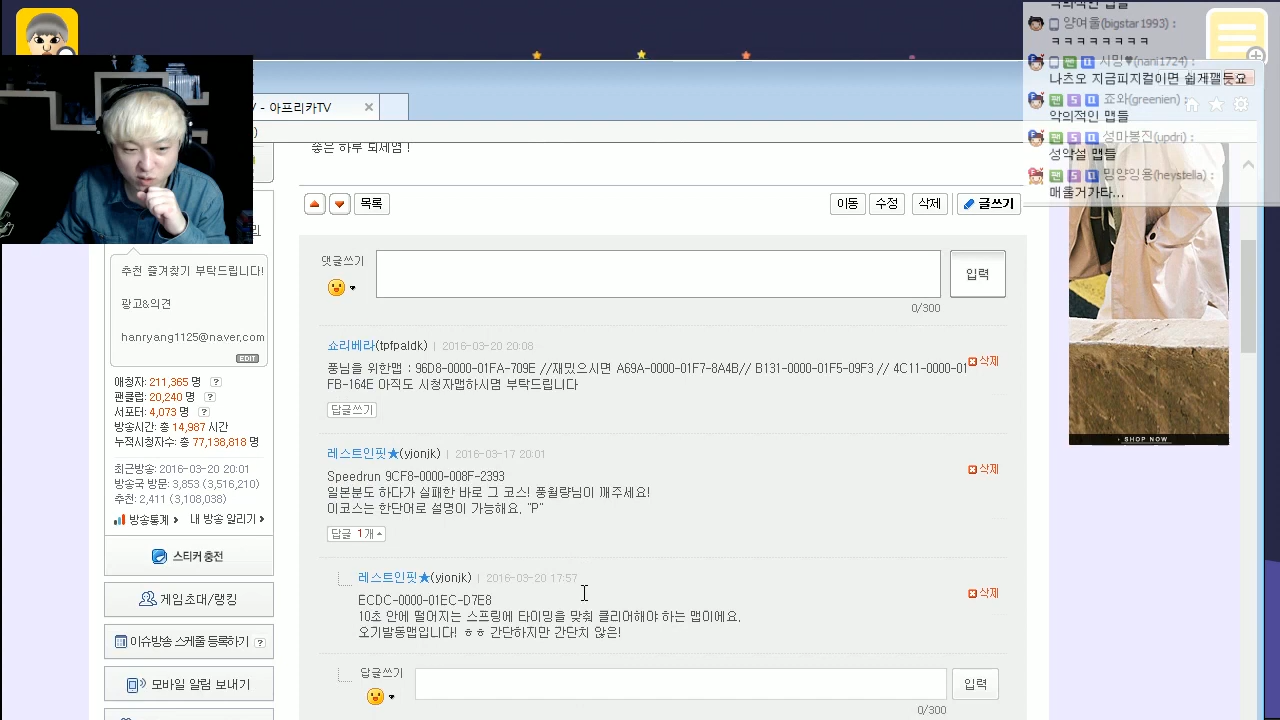 양여울(bigstar1993) :
ㅋㅋㅋㅋㅋㅋㅋㅋ
시밍♥(nani1724) :
나츠오 지금피지컬이면 쉽게깰듯요
죠와(greenien) :
악의적인 맵들
성마봉진(updri) :
성악설 맵들
밍양잉용(heystella) :
매울거가타...
- 아프리카TV
이동
수정
삭제
글쓰기
추천 즐겨찾기 부탁드립니다!
광고&의견
hanryang1125@naver.com
EDIT
애청자: 211,365 명 ?
팬클럽: 20,240 명 ?
서포터: 4,073 명 ?
방송시간: 총 14,987 시간
누적시청자수: 총 77,138,818 명
최근방송: 2016-03-20 20:01
방송국 방문: 3,853 (3,516,210)
추천: 2,411 (3,108,038)
방송통계
내 방송 알리기
스티커 충전
게임초대/랭킹
이슈방송 스케줄 등록하기 ?
모바일 알림 보내기
댓글쓰기
입력
0/300
쇼리베라(tpfpaldk) | 2016-03-20 20:08
삭제
풍님을 위한맵 : 96D8-0000-01FA-709E //재밌으시면 A69A-0000-01F7-8A4B// B131-0000-01F5-09F3 // 4C11-0000-01
FB-164E 아직도 시청자맵하시면 부탁드립니다
답글쓰기
레스트인핏★(yjonjk) | 2016-03-17 20:01
삭제
Speedrun 9CF8-0000-008F-2393
일본분도 하다가 실패한 바로 그 코스! 풍월량님이 깨주세요!
이코스는 한단어로 설명이 가능해요. "P"
답글 1개
레스트인핏★(yjonjk) | 2016-03-20 17:57
삭제
ECDC-0000-01EC-D7E8
10초 안에 떨어지는 스프링에 타이밍을 맞춰 클리어해야 하는 맵이에요.
오기발동맵입니다! ㅎㅎ 간단하지만 간단치 않은!
답글쓰기
입력
0/300
SHOP NOW